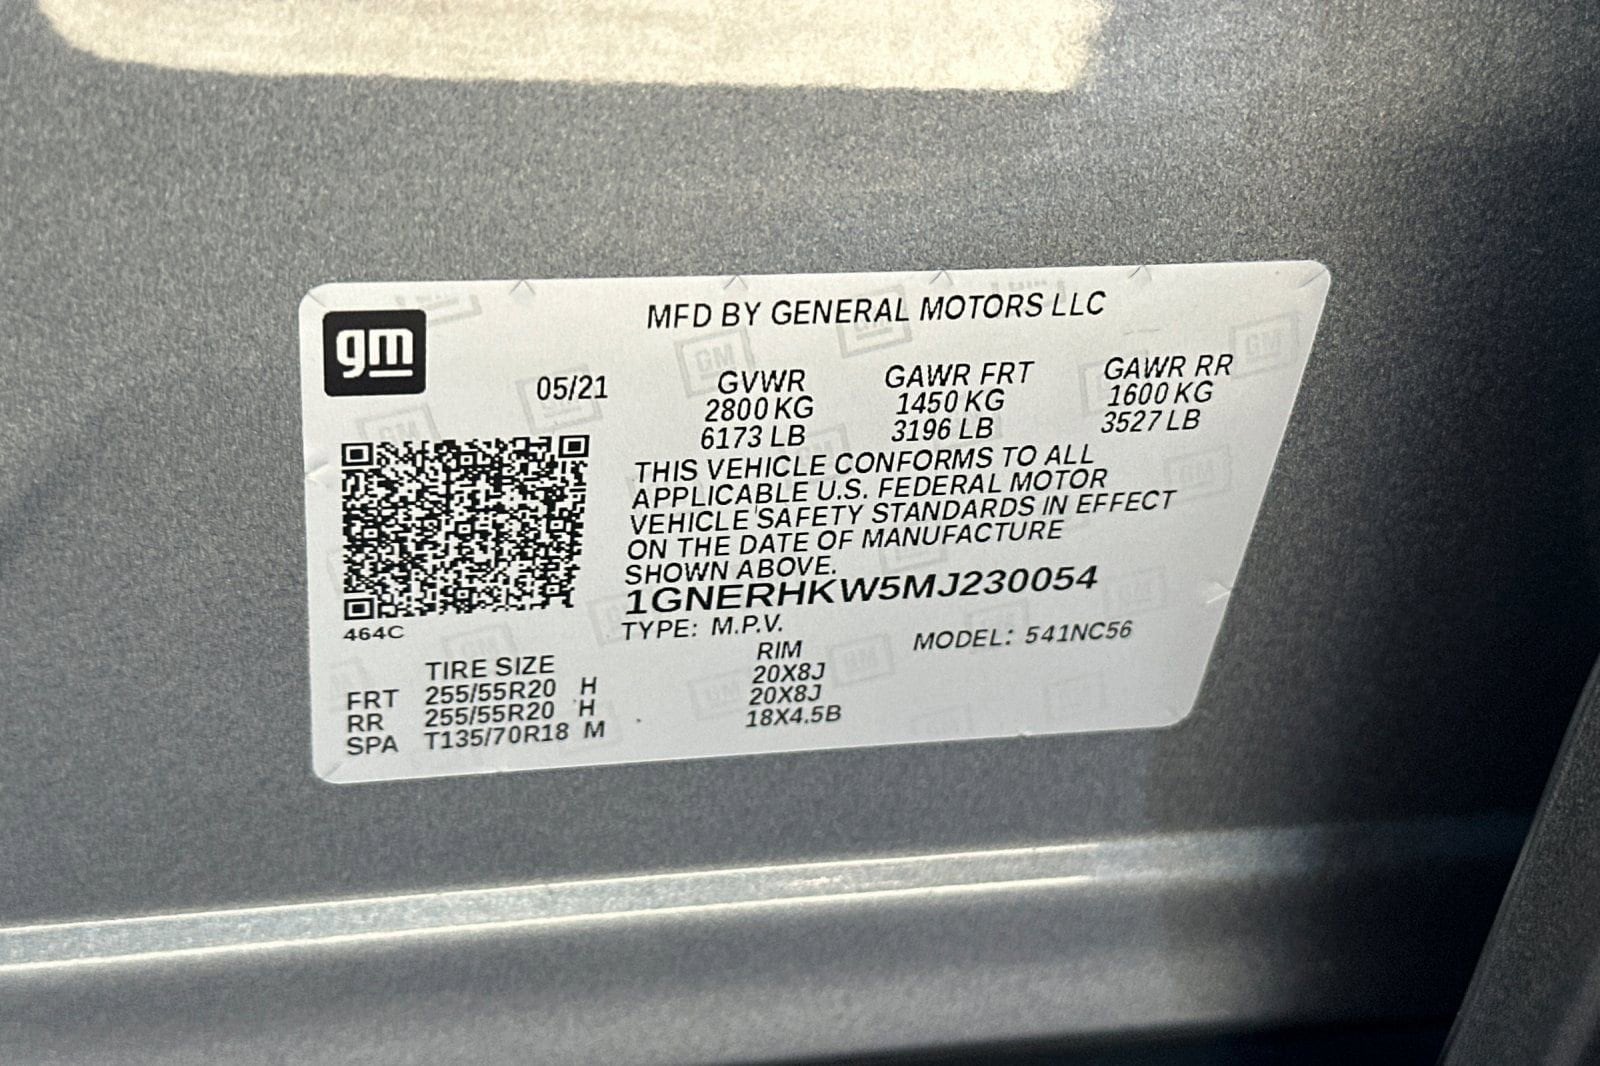 gm
MFD BY GENERAL MOTORS LLC
05/21 GVWR GAWR FRT GAWR RR
2800 KG 1450 KG 1600 KG
6173 LB 3196 LB 3527 LB
THIS VEHICLE CONFORMS TO ALL
APPLICABLE U.S. FEDERAL MOTOR
VEHICLE SAFETY STANDARDS IN EFFECT
ON THE DATE OF MANUFACTURE
SHOWN ABOVE.
1GNERHKW5MJ230054
464C
TYPE: M.P.V. MODEL: 541NC56
TIRE SIZE RIM
FRT 255/55R20 H 20X8J
RR 255/55R20 H 20X8J
SPA T135/70R18 M 18X4.5B